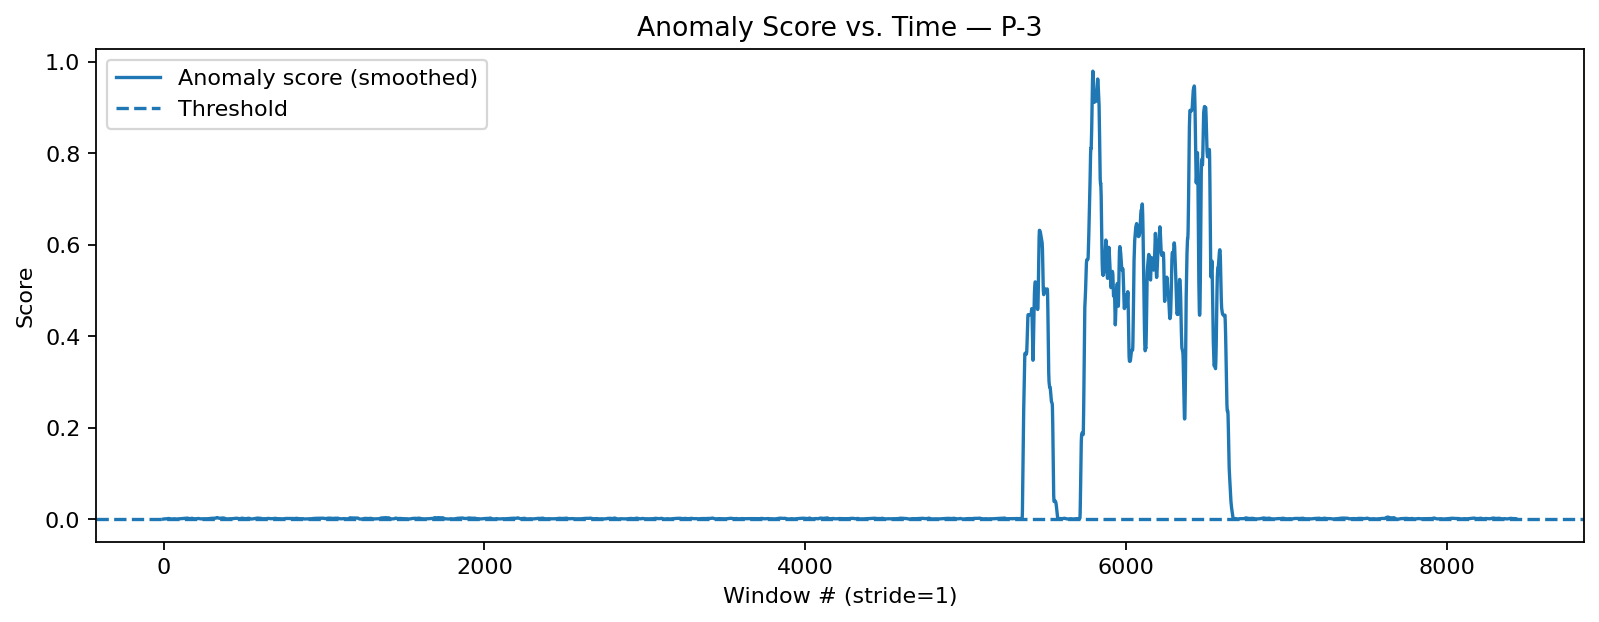 Anomaly Score vs. Time — P-3
Anomaly score (smoothed)
Threshold
Score
1.0
0.8
0.6
0.4
0.2
0.0
0
2000
4000
6000
8000
Window # (stride=1)